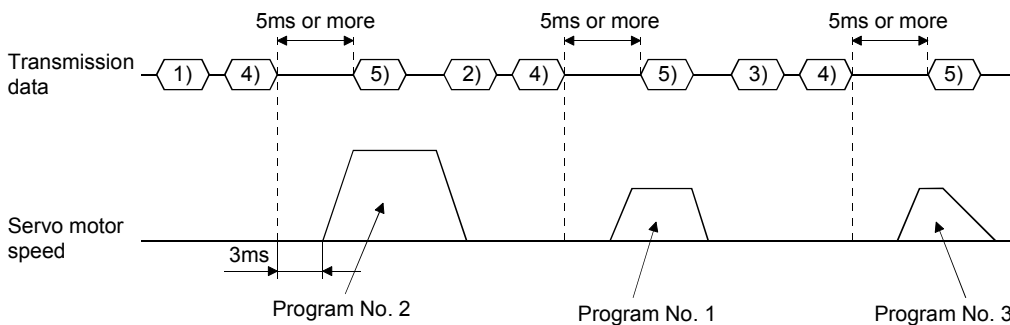 5ms or more 5ms or more 5ms or more
Transmission
data
1) 4) 5) 2) 4) 5) 3) 4) 5)
Servo motor
speed
3ms
Program No. 2 Program No. 1 Program No. 3